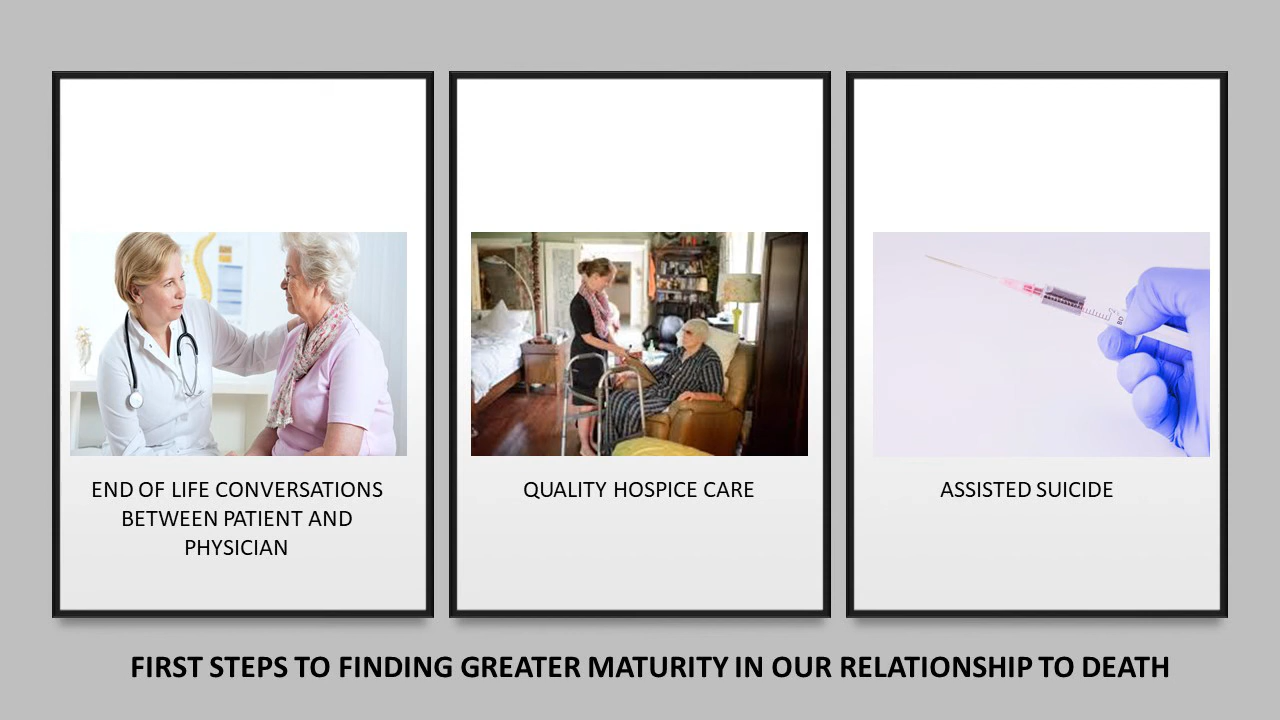 END OF LIFE CONVERSATIONS
BETWEEN PATIENT AND
PHYSICIAN
QUALITY HOSPICE CARE
ASSISTED SUICIDE
FIRST STEPS TO FINDING GREATER MATURITY IN OUR RELATIONSHIP TO DEATH